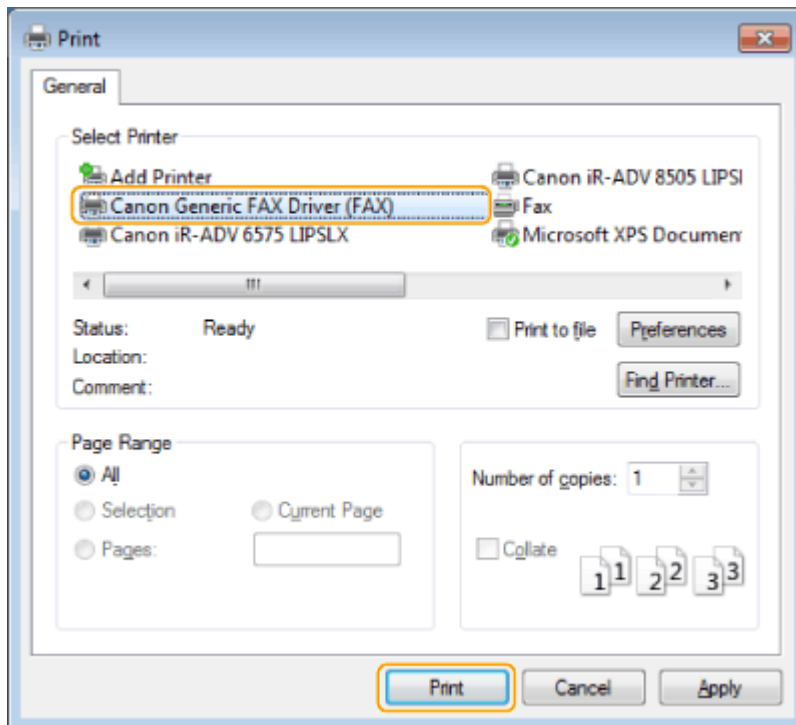 Print
General
Select Printer
Add Printer
Canon iR-ADV 8505 LIPSL
Canon Generic FAX Driver (FAX)
Fax
Canon iR-ADV 6575 LIPSLX
Microsoft XPS Documen
Status: Ready
Print to file
Preferences
Location:
Find Printer...
Comment:
Page Range
All
Number of copies: 1
Selection
Current Page
Pages:
Collate
1 1 2 2 3 3
Print
Cancel
Apply